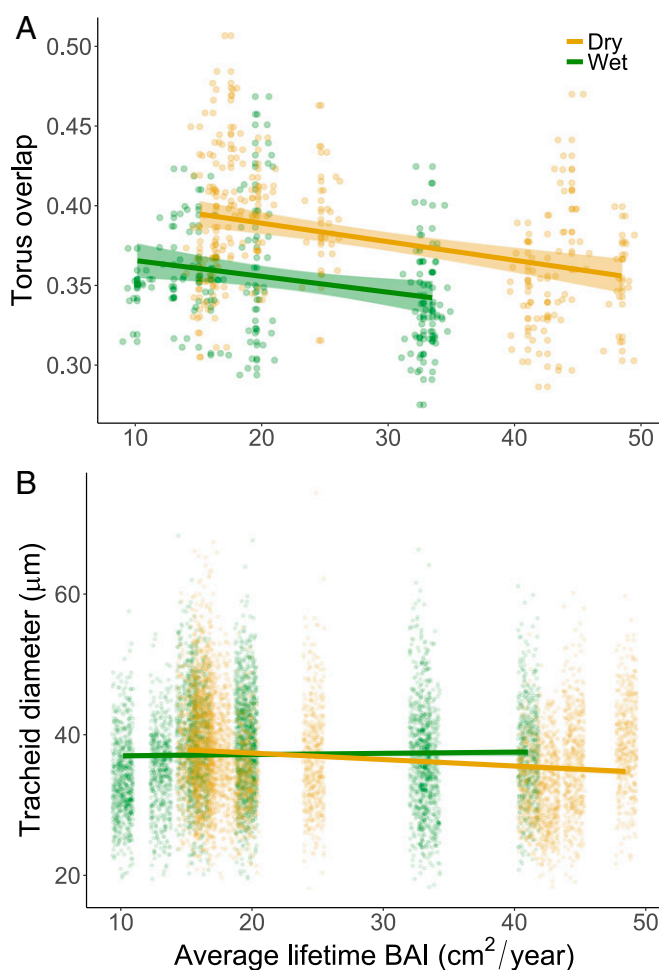 A
Dry
Wet
Torus overlap
0.50
0.45
0.40
0.35
0.30
10 20 30 40 50
B
Tracheid diameter (μm)
60
40
20
10 20 30 40 50
Average lifetime BAI (cm²/year)